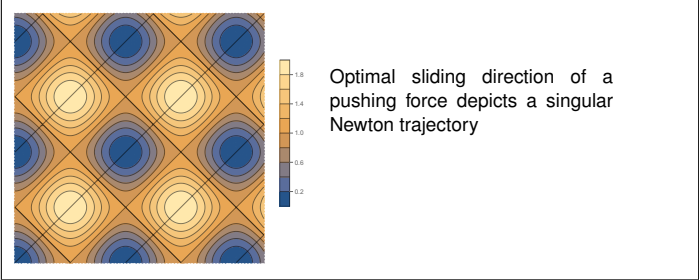 1.8
1.4
1.0
0.6
0.2
Optimal sliding direction of a
pushing force depicts a singular
Newton trajectory